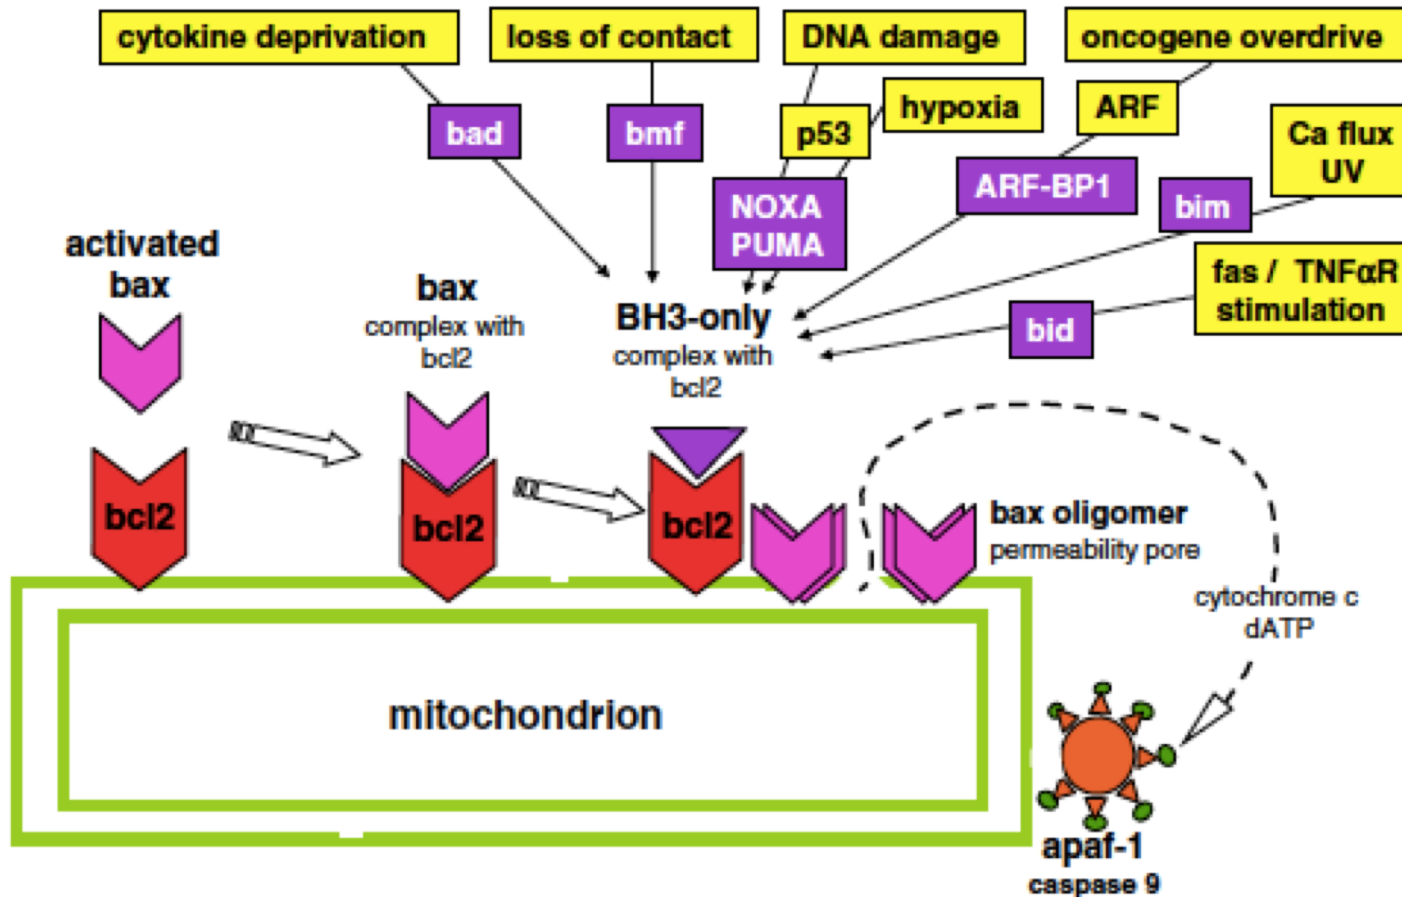 cytokine deprivation
loss of contact
DNA damage
oncogene overdrive
bad
bmf
p53
hypoxia
ARF
Ca flux
UV
NOXA
PUMA
ARF-BP1
bim
activated
bax
bax
complex with
bcl2
BH3-only
complex with
bcl2
fas / TNFαR
stimulation
bid
bcl2
bcl2
bcl2
bax oligomer
permeability pore
cytochrome c
dATP
mitochondrion
apaf-1
caspase 9